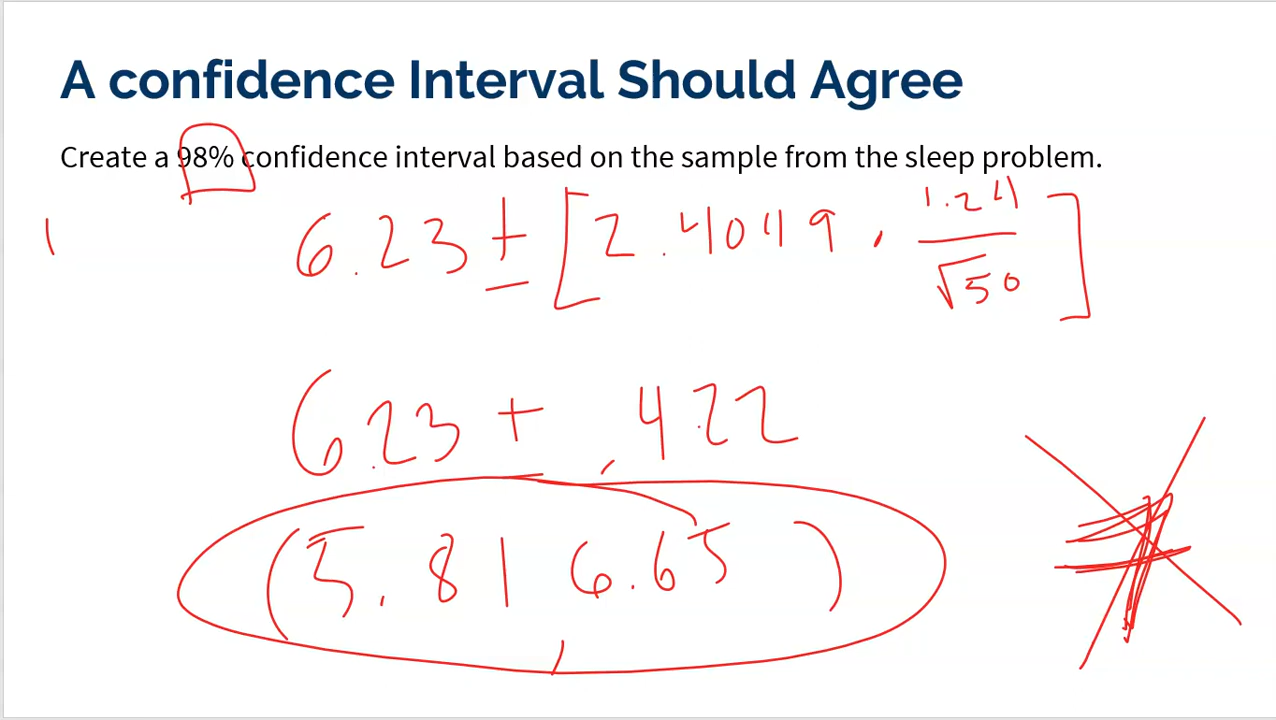 A confidence Interval Should Agree
Create a 98% confidence interval based on the sample from the sleep problem.
6.23 ± [2.4049 · 1.24/√50]
6.23 ± .422
(5.81, 6.65)